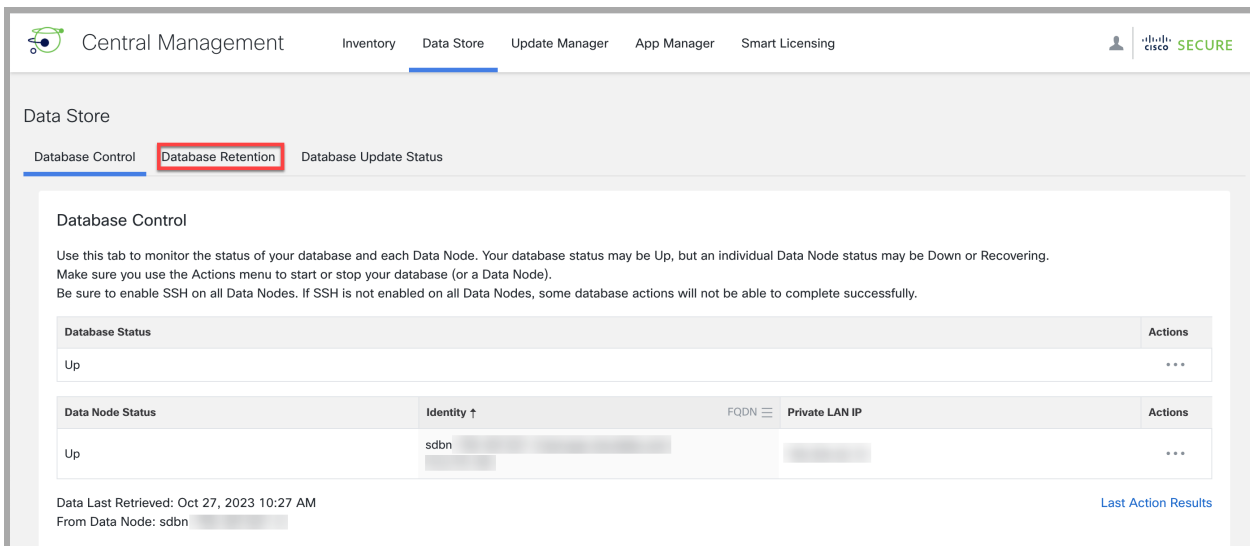 Central Management Inventory Data Store Update Manager App Manager Smart Licensing cisco SECURE
Data Store
Database Control Database Retention Database Update Status
Database Control
Use this tab to monitor the status of your database and each Data Node. Your database status may be Up, but an individual Data Node status may be Down or Recovering.
Make sure you use the Actions menu to start or stop your database (or a Data Node).
Be sure to enable SSH on all Data Nodes. If SSH is not enabled on all Data Nodes, some database actions will not be able to complete successfully.
Database Status Actions
Up
Data Node Status Identity ↑ FQDN Private LAN IP Actions
Up sdbn
Data Last Retrieved: Oct 27, 2023 10:27 AM Last Action Results
From Data Node: sdbn